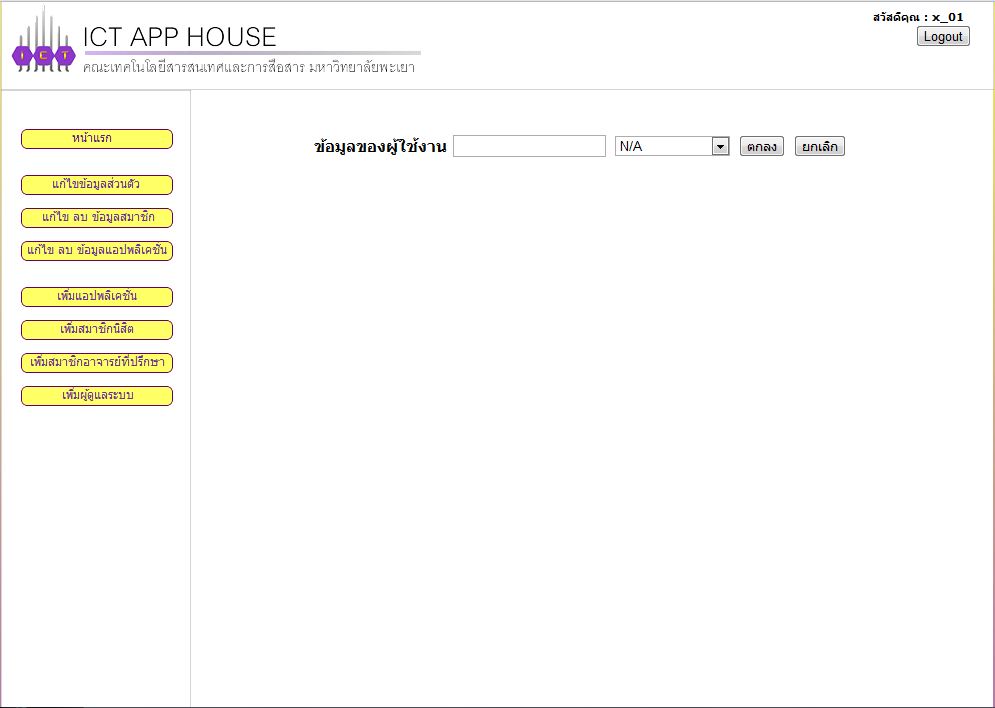 สวัสดีคุณ : x_01
ICT APP HOUSE
Logout
I C T
คณะเทคโนโลยีสารสนเทศและการสื่อสาร มหาวิทยาลัยพะเยา
หน้าแรก
ข้อมูลของผู้ใช้งาน N/A ตกลง ยกเลิก
แก้ไขข้อมูลส่วนตัว
แก้ไข ลบ ข้อมูลสมาชิก
แก้ไข ลบ ข้อมูลแอปพลิเคชั่น
เพิ่มแอปพลิเคชั่น
เพิ่มสมาชิกนิสิต
เพิ่มสมาชิกอาจารย์ที่ปรึกษา
เพิ่มผู้ดูแลระบบ